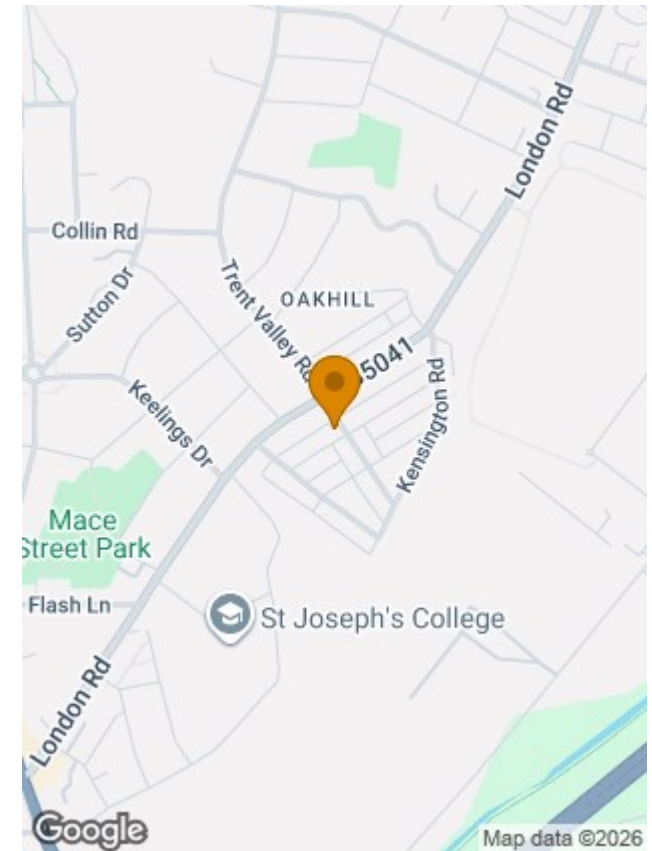 London Rd
Collin Rd
Sutton Dr
Trent Valley Rd
OAKHILL
5041
Kensington Rd
Keelings Dr
Mace
Street Park
Flash Ln
St Joseph's College
London Rd
Google
Map data ©2026